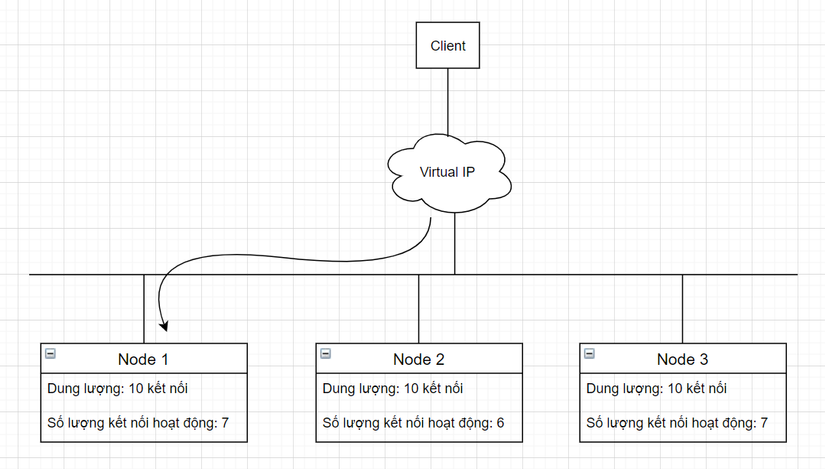 Client
Virtual IP
Node 1
Dung lượng: 10 kết nối
Số lượng kết nối hoạt động: 7
Node 2
Dung lượng: 10 kết nối
Số lượng kết nối hoạt động: 6
Node 3
Dung lượng: 10 kết nối
Số lượng kết nối hoạt động: 7